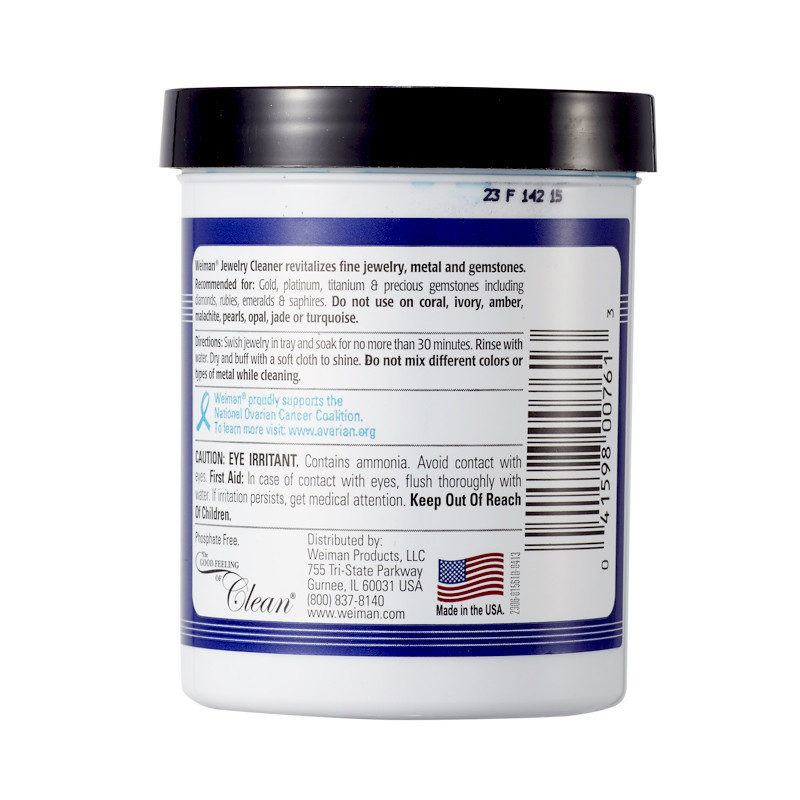 23 F 142 15
Weiman® Jewelry Cleaner revitalizes fine jewelry, metal and gemstones.
Recommended for: Gold, platinum, titanium & precious gemstones including
diamonds, rubies, emeralds & saphires. Do not use on coral, ivory, amber,
malachite, pearls, opal, jade or turquoise.
Directions: Swish jewelry in tray and soak for no more than 30 minutes. Rinse with
water. Dry and buff with a soft cloth to shine. Do not mix different colors or
types of metal while cleaning.
Weiman® proudly supports the
National Ovarian Cancer Coalition.
To learn more visit: www.ovarian.org
CAUTION: EYE IRRITANT. Contains ammonia. Avoid contact with
eyes. First Aid: In case of contact with eyes, flush thoroughly with
water. If irritation persists, get medical attention. Keep Out Of Reach
Of Children.
Phosphate Free.
The
GOOD FEELING
OF
Clean®
Distributed by:
Weiman Products, LLC
755 Tri-State Parkway
Gurnee, IL 60031 USA
(800) 837-8140
www.weiman.com
Made in the USA.
2306-81561D-0413
0 41598 00761 3